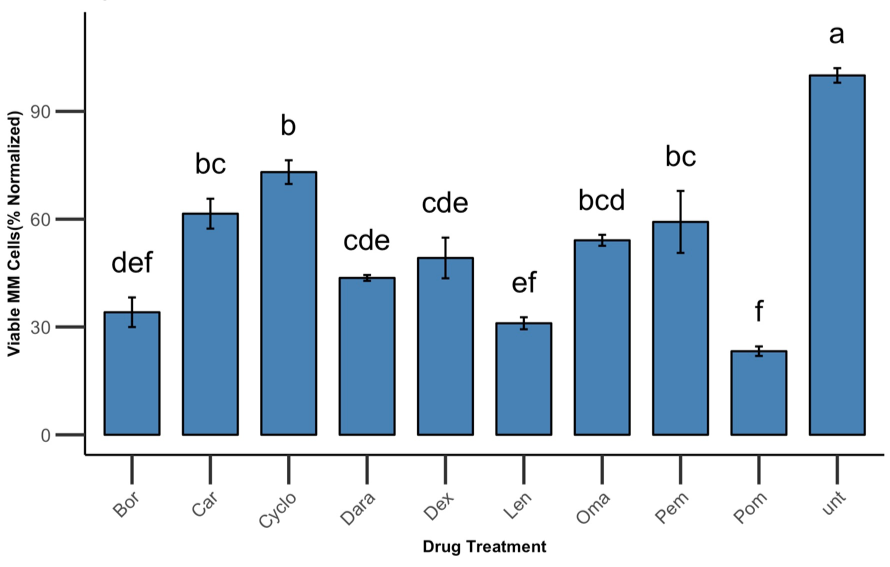 Viable MM Cells(% Normalized)
90
60
30
0
def
bc
b
cde
cde
ef
bcd
bc
f
a
Bor
Car
Cyclo
Dara
Dex
Len
Oma
Pem
Pom
unt
Drug Treatment